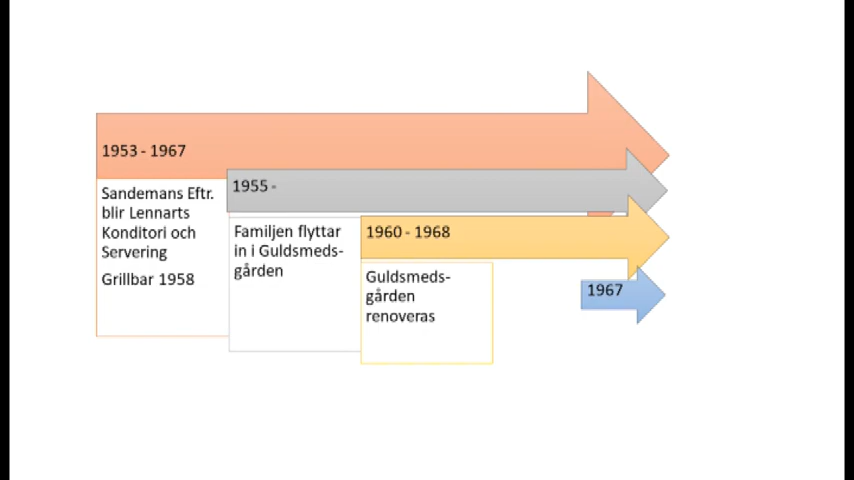 1953 - 1967
Sandemans Eftr.
blir Lennarts
Konditori och
Servering
Grillbar 1958
1955 -
Familjen flyttar
in i Guldsmeds-
gården
1960 - 1968
Guldsmeds-
gården
renoveras
1967